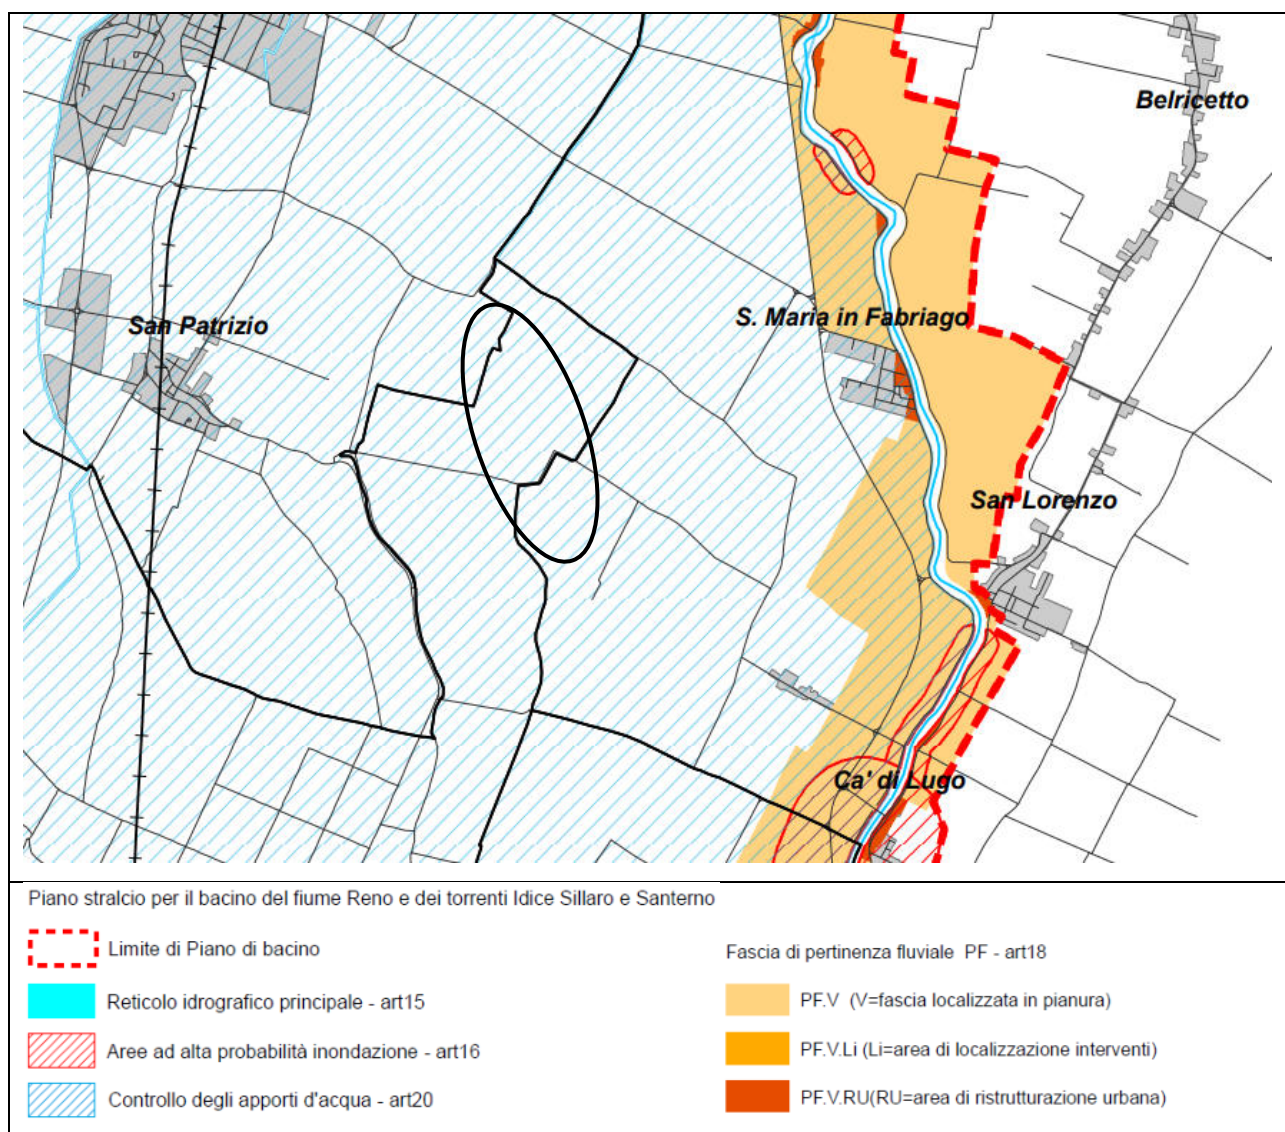 Belricetto
S. Maria in Fabriago
San Patrizio
San Lorenzo
Ca' di Lugo
Piano stralcio per il bacino del fiume Reno e dei torrenti Idice Sillaro e Santerno
Limite di Piano di bacino
Reticolo idrografico principale - art15
Aree ad alta probabilità inondazione - art16
Controllo degli apporti d'acqua - art20
Fascia di pertinenza fluviale PF - art18
PF.V (V=fascia localizzata in pianura)
PF.V.Li (Li=area di localizzazione interventi)
PF.V.RU(RU=area di ristrutturazione urbana)